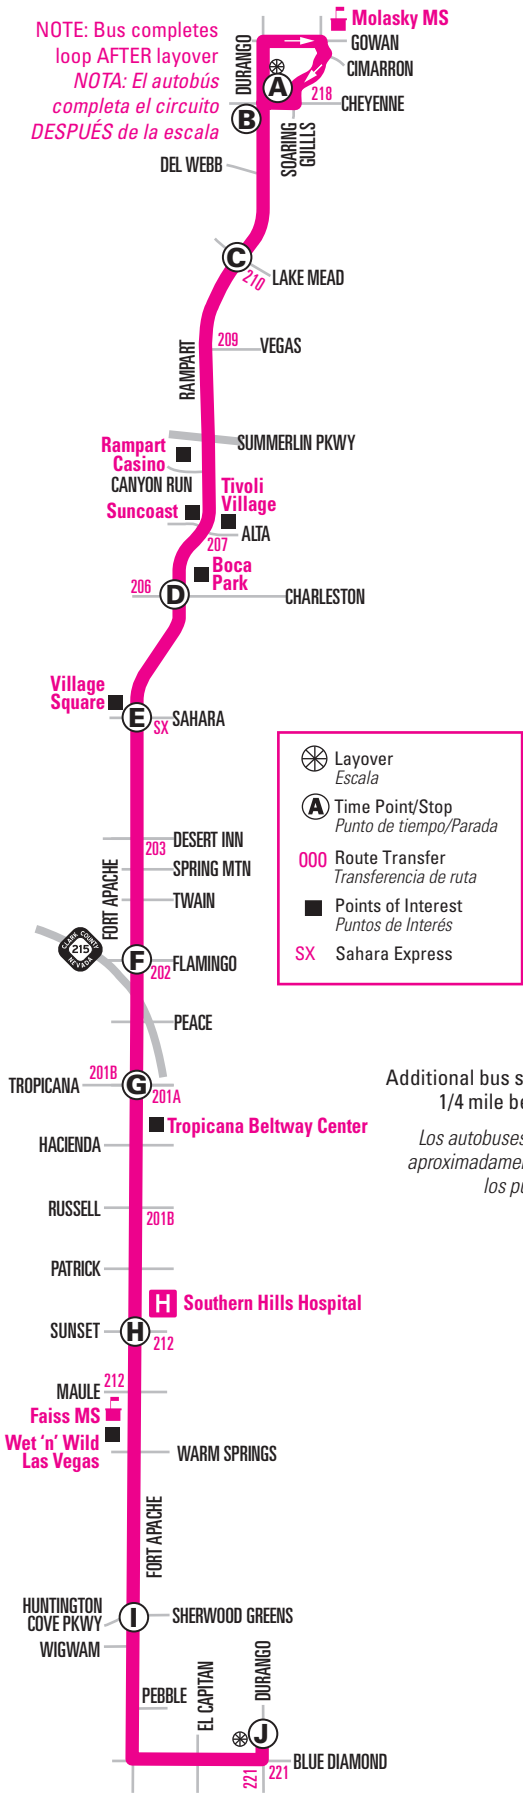 NOTE: Bus completes
loop AFTER layover
NOTA: El autobús
completa el circuito
DESPUÉS de la escala
Molasky MS
GOWAN
CIMARRON
DURANGO
A
218
CHEYENNE
B
SOARING
GULLS
DEL WEBB
C
210
LAKE MEAD
209
VEGAS
RAMPART
SUMMERLIN PKWY
Rampart
Casino
CANYON RUN
Tivoli
Village
Suncoast
ALTA
207
Boca
Park
206
D
CHARLESTON
Village
Square
E
SX
SAHARA
Layover
Escala
A
Time Point/Stop
Punto de tiempo/Parada
000
Route Transfer
Transferencia de ruta
Points of Interest
Puntos de Interés
SX
Sahara Express
203
DESERT INN
SPRING MTN
FORT APACHE
TWAIN
CLARK COUNTY
215
NEVADA
F
202
FLAMINGO
PEACE
TROPICANA
201B
G
201A
Additional bus s
1/4 mile be
Los autobuses
aproximadamen
los pu
Tropicana Beltway Center
HACIENDA
RUSSELL
201B
PATRICK
H
Southern Hills Hospital
SUNSET
H
212
MAULE
212
Faiss MS
Wet 'n' Wild
Las Vegas
WARM SPRINGS
FORT APACHE
HUNTINGTON
COVE PKWY
I
SHERWOOD GREENS
WIGWAM
PEBBLE
EL CAPITAN
DURANGO
J
BLUE DIAMOND
221
221